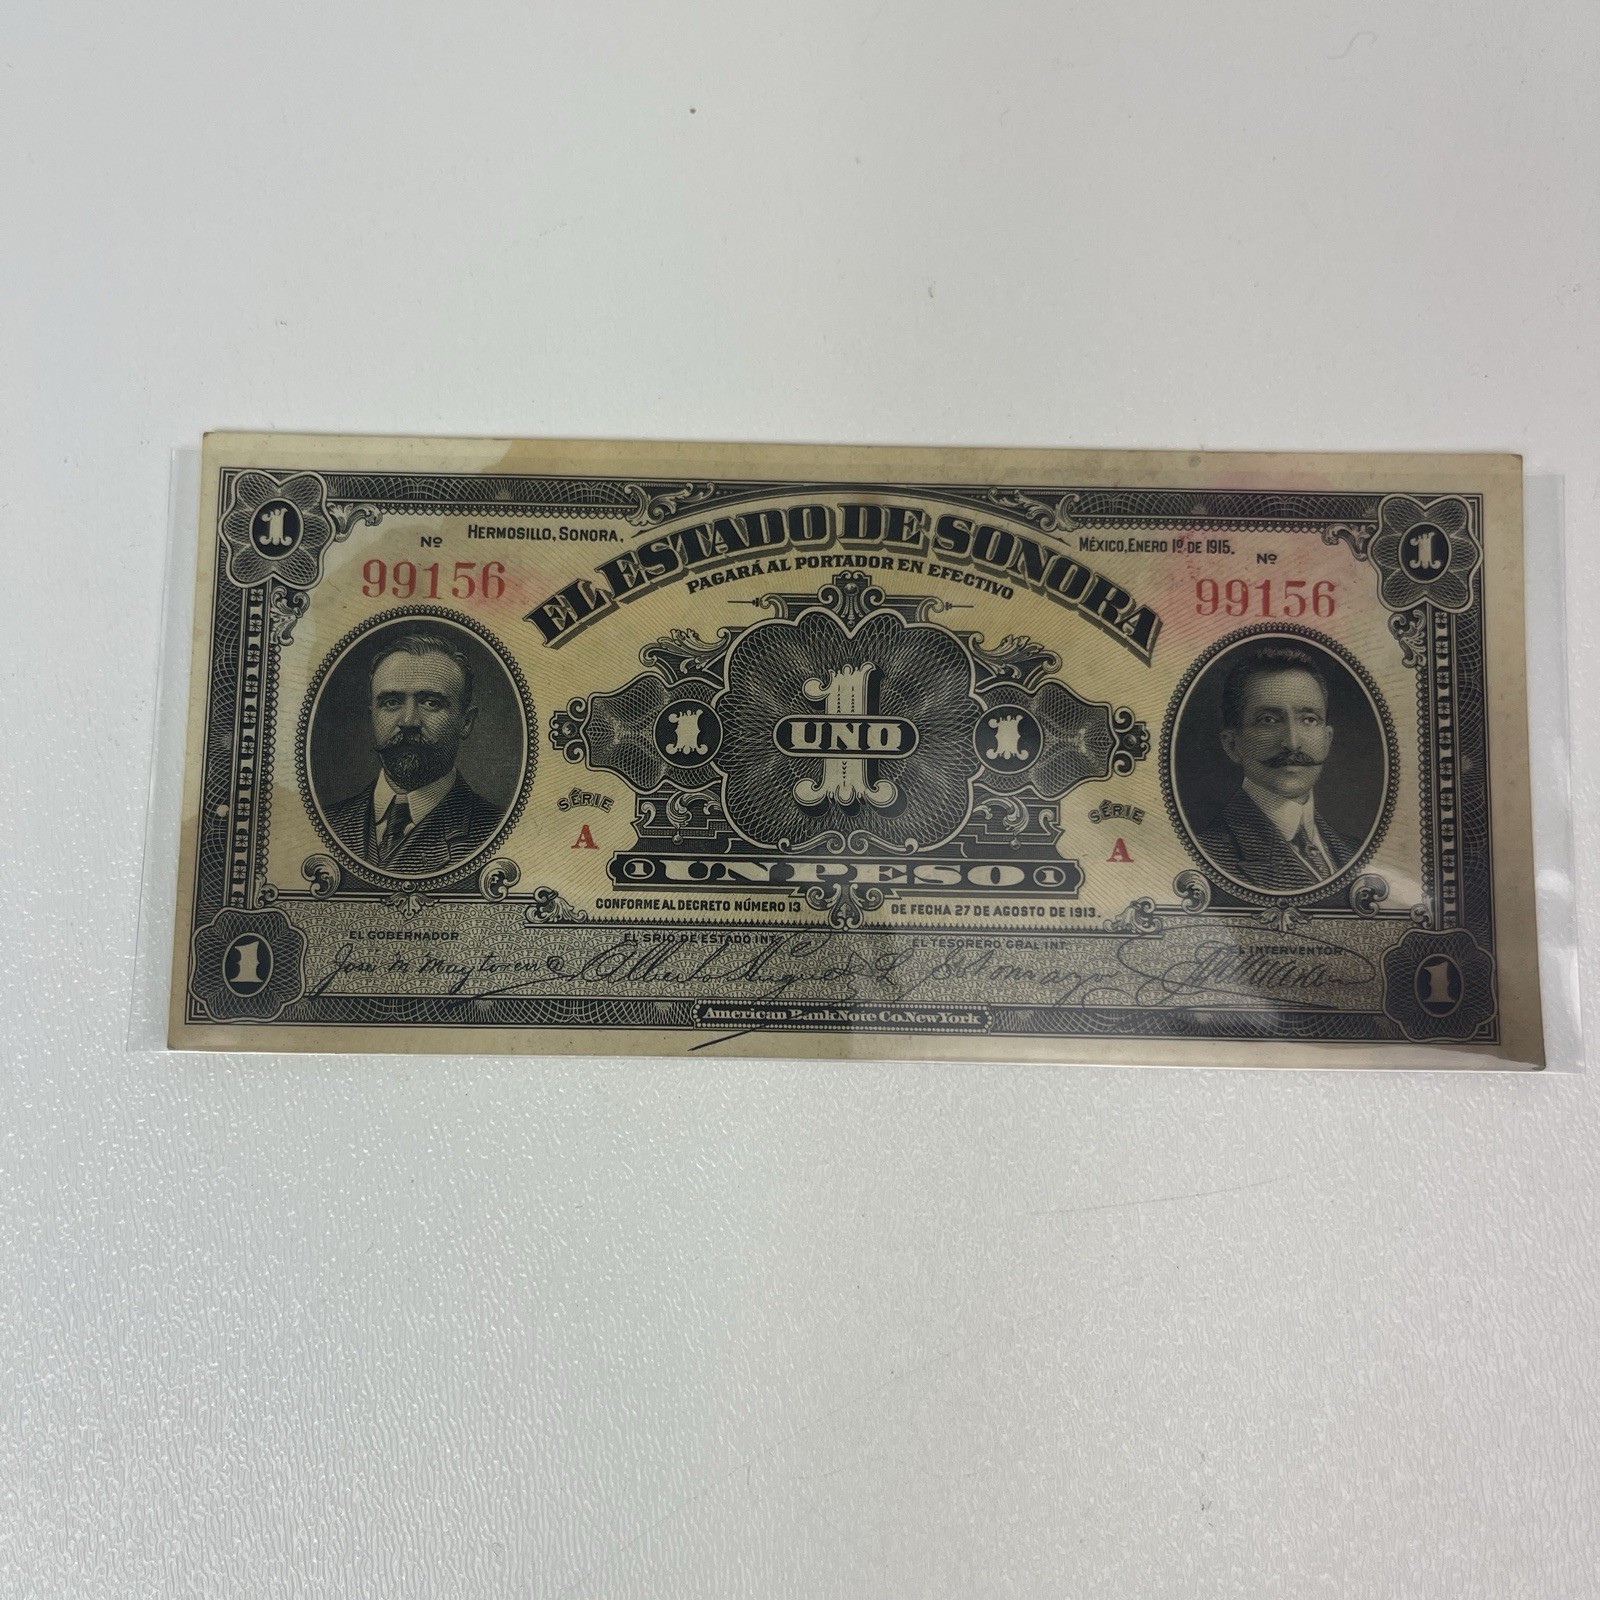 1
1
Nº HERMOSILLO, SONORA.
EL ESTADO DE SONORA
MÉXICO, ENERO 1º DE 1915. Nº
PAGARÁ AL PORTADOR EN EFECTIVO
99156
99156
1 UNO 1
1
SÉRIE
A
SÉRIE
A
1 UN PESO 1
CONFORME AL DECRETO NÚMERO 13
DE FECHA 27 DE AGOSTO DE 1913.
EL GOBERNADOR
EL SRIO DE ESTADO INT.
EL TESORERO GRAL INT.
EL INTERVENTOR
José M Maytorena
1
1
American Bank Note Co. New York